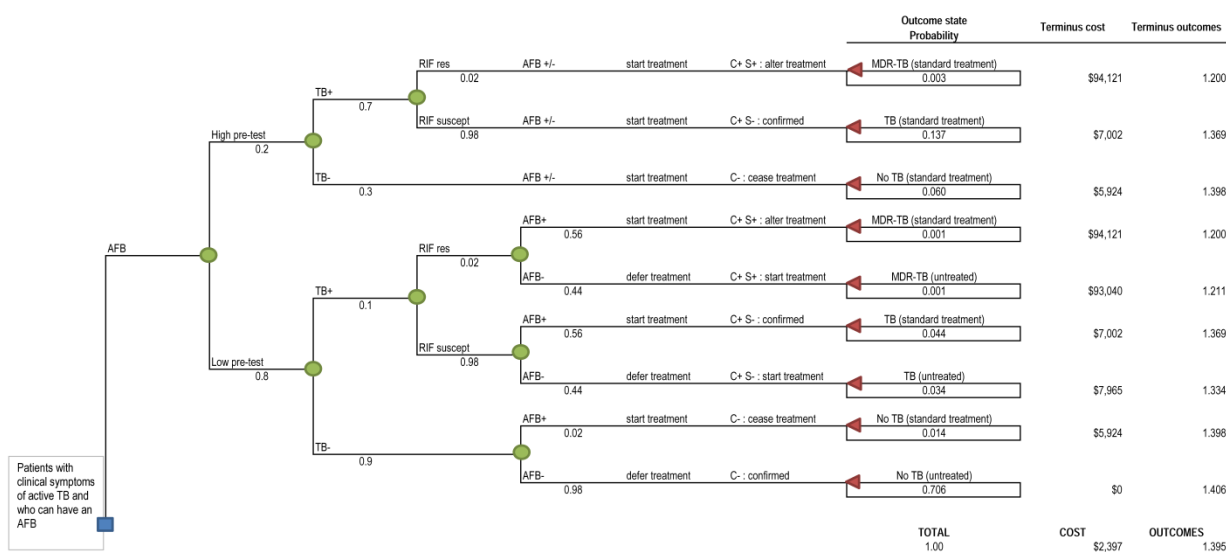 Outcome state
Probability
Terminus cost
Terminus outcomes
RIF res
0.02
AFB +/-
start treatment
C+ S+ : alter treatment
MDR-TB (standard treatment)
0.003
$94,121
1.200
TB+
0.7
RIF suscept
0.98
AFB +/-
start treatment
C+ S- : confirmed
TB (standard treatment)
0.137
$7,002
1.369
High pre-test
0.2
TB-
0.3
AFB +/-
start treatment
C- : cease treatment
No TB (standard treatment)
0.060
$5,924
1.398
AFB+
0.56
start treatment
C+ S+ : alter treatment
MDR-TB (standard treatment)
0.001
$94,121
1.200
AFB
RIF res
0.02
AFB-
0.44
defer treatment
C+ S+ : start treatment
MDR-TB (untreated)
0.001
$93,040
1.211
TB+
0.1
AFB+
0.56
start treatment
C+ S- : confirmed
TB (standard treatment)
0.044
$7,002
1.369
RIF suscept
0.98
Low pre-test
0.8
AFB-
0.44
defer treatment
C+ S- : start treatment
TB (untreated)
0.034
$7,965
1.334
AFB+
0.02
start treatment
C- : cease treatment
No TB (standard treatment)
0.014
$5,924
1.398
TB-
0.9
AFB-
0.98
defer treatment
C- : confirmed
No TB (untreated)
0.706
$0
1.406
Patients with
clinical symptoms
of active TB and
who can have an
AFB
TOTAL
1.00
COST
$2,397
OUTCOMES
1.395